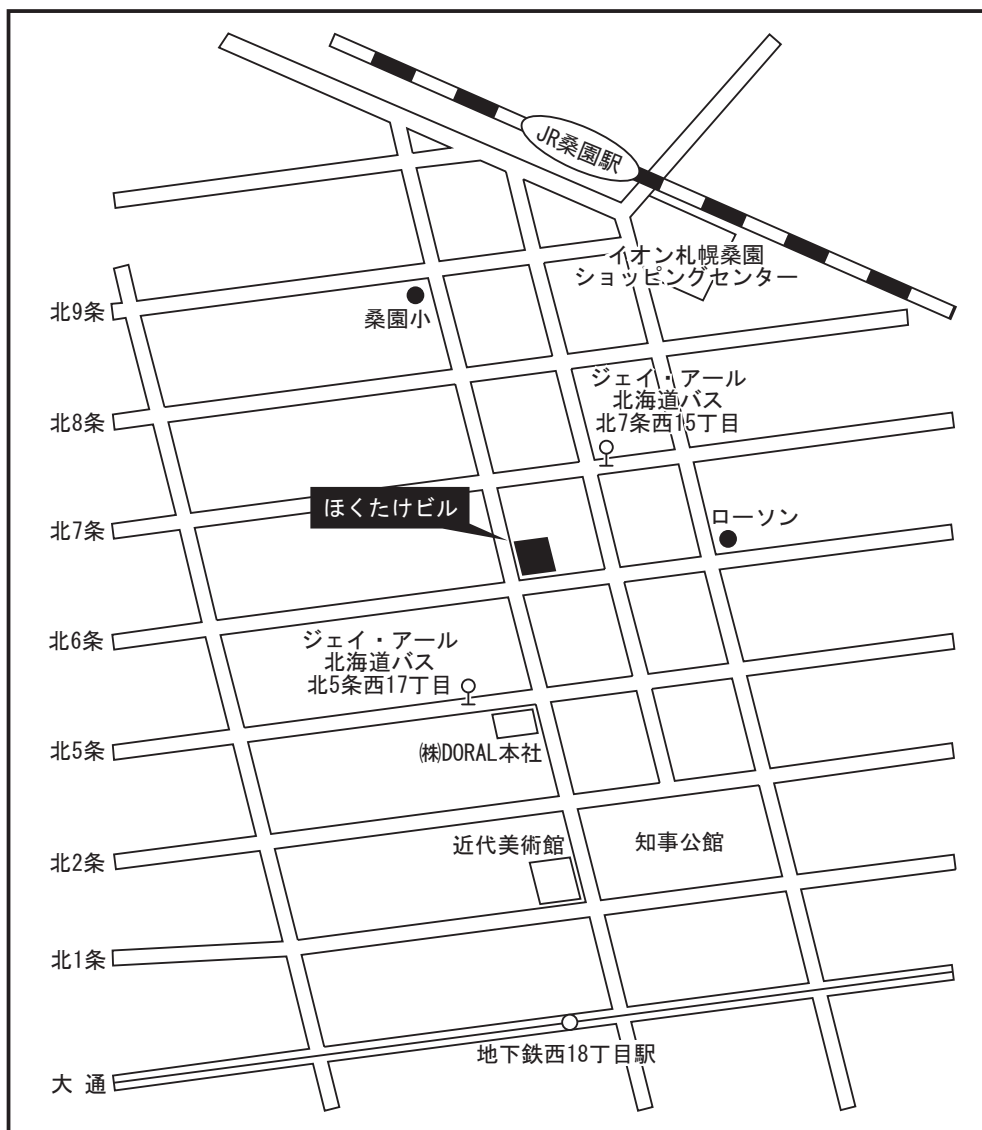 JR桑園駅
イオン札幌桑園
ショッピングセンター
北9条
桑園小
ジェイ・アール
北海道バス
北7条西15丁目
北8条
ほくたけビル
ローソン
北7条
北6条
ジェイ・アール
北海道バス
北5条西17丁目
北5条
㈱DORAL本社
近代美術館
知事公館
北2条
北1条
地下鉄西18丁目駅
大 通